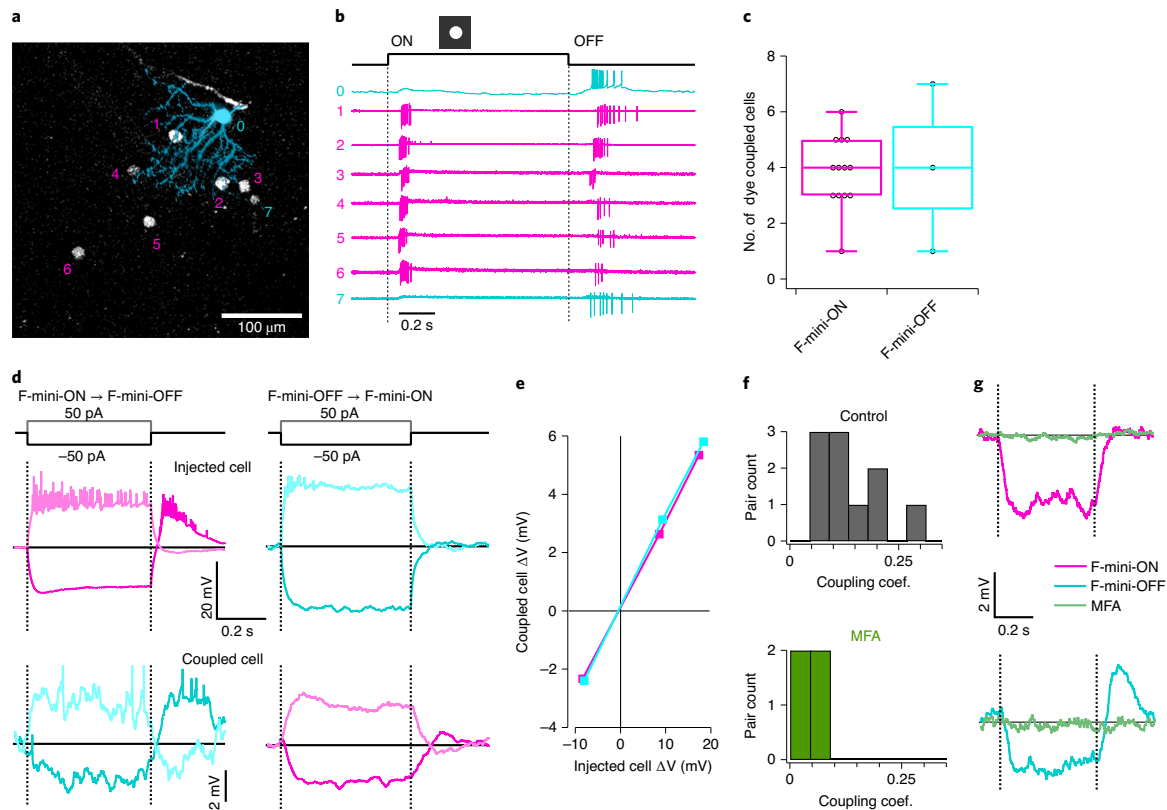 a
1
0
4
2
3
7
5
6
100 μm
b
ON
OFF
0
1
2
3
4
5
6
7
0.2 s
c
No. of dye coupled cells
8
6
4
2
0
F-mini-ON
F-mini-OFF
d
F-mini-ON → F-mini-OFF
50 pA
–50 pA
Injected cell
20 mV
0.2 s
Coupled cell
2 mV
F-mini-OFF → F-mini-ON
50 pA
–50 pA
e
Coupled cell ΔV (mV)
6
4
2
0
–2
–4
–10
0
10
20
Injected cell ΔV (mV)
f
Control
Pair count
3
2
1
0
0
0.25
Coupling coef.
MFA
Pair count
2
1
0
0
0.25
Coupling coef.
g
F-mini-ON
F-mini-OFF
MFA
2 mV
0.2 s